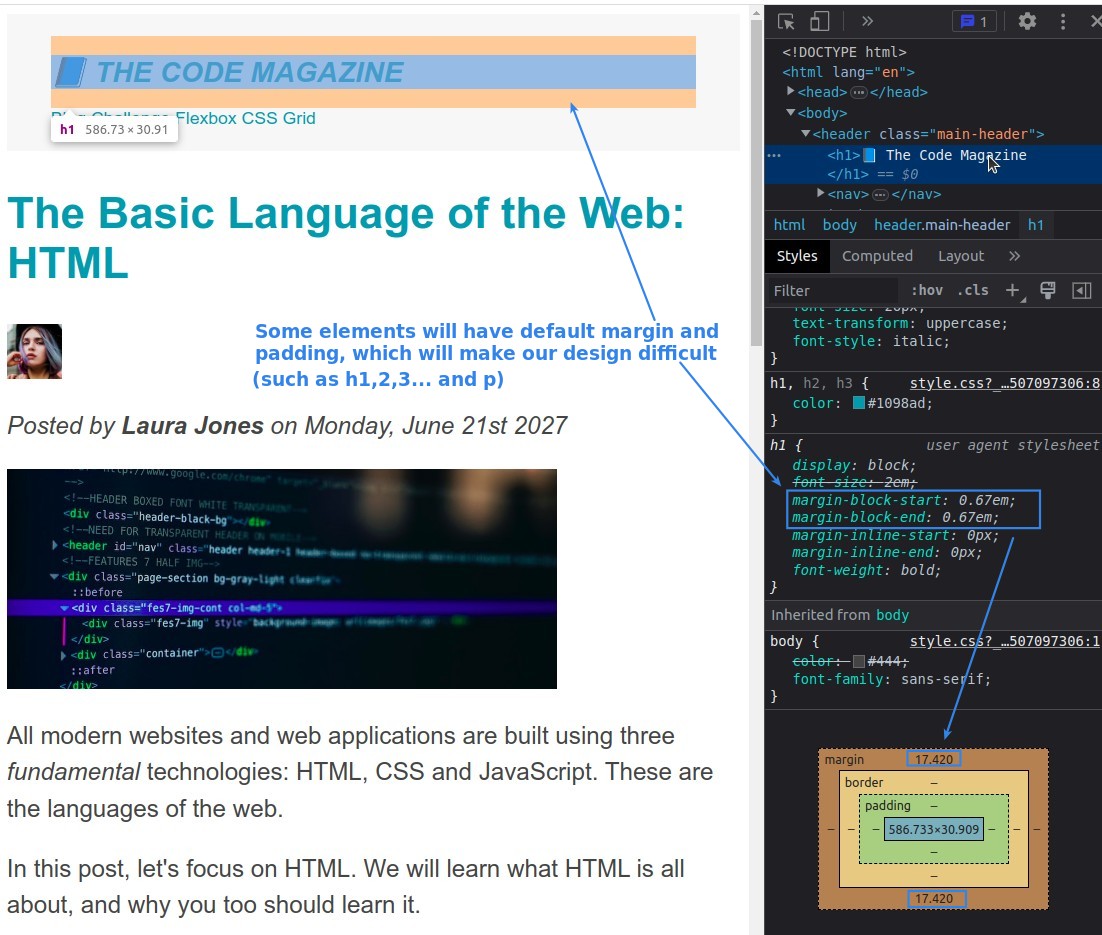 THE CODE MAGAZINE
Challenge Flexbox CSS Grid
h1 586.73 × 30.91
The Basic Language of the Web:
HTML
Some elements will have default margin and
padding, which will make our design difficult
(such as h1,2,3... and p)
Posted by Laura Jones on Monday, June 21st 2027
-->
<!--HEADER BOXED FONT WHITE TRANSPARENT-->
<div class="header-black-bg"></div>
<!--NEED FOR TRANSPARENT HEADER ON MOBILE-->
<header id="nav" class="header header-1
<!--FEATURES 7 HALF IMG-->
<div class="page-section bg-gray-light clearfix">
::before
<div class="fes7-img-cont col-md-5">
<div class="fes7-img" style="background-image:
</div>
<div class="container"></div>
::after
</div>
All modern websites and web applications are built using three
fundamental technologies: HTML, CSS and JavaScript. These are
the languages of the web.
In this post, let's focus on HTML. We will learn what HTML is all
about, and why you too should learn it.
» 1
<!DOCTYPE html>
<html lang="en">
<head>…</head>
<body>
<header class="main-header">
… <h1>📘 The Code Magazine
</h1> == $0
<nav>…</nav>
html body header.main-header h1
Styles Computed Layout »
Filter :hov .cls +
font-size: 26px;
text-transform: uppercase;
font-style: italic;
}
h1, h2, h3 { style.css?_…507097306:8
color: #1098ad;
}
h1 { user agent stylesheet
display: block;
font-size: 2em;
margin-block-start: 0.67em;
margin-block-end: 0.67em;
margin-inline-start: 0px;
margin-inline-end: 0px;
font-weight: bold;
}
Inherited from body
body { style.css?_…507097306:1
color: #444;
font-family: sans-serif;
}
margin 17.420
border –
padding –
– – – 586.733×30.909 – – –
–
–
17.420